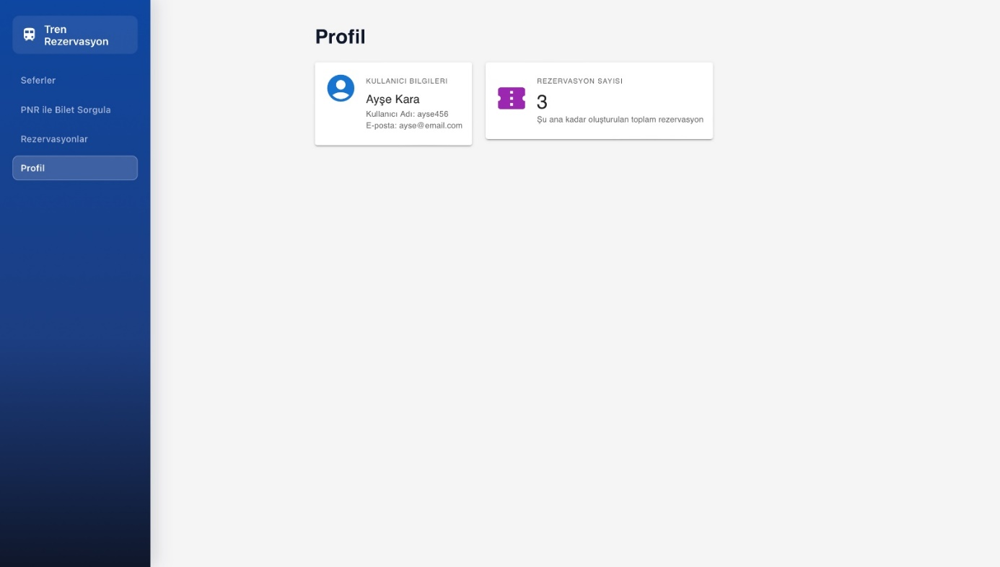 Tren
Rezervasyon
Seferler
PNR ile Bilet Sorgula
Rezervasyonlar
Profil
Profil
KULLANICI BILGILERI
Ayşe Kara
Kullanıcı Adı: ayse456
E-posta: ayse@email.com
REZERVASYON SAYISI
3
Şu ana kadar oluşturulan toplam rezervasyon